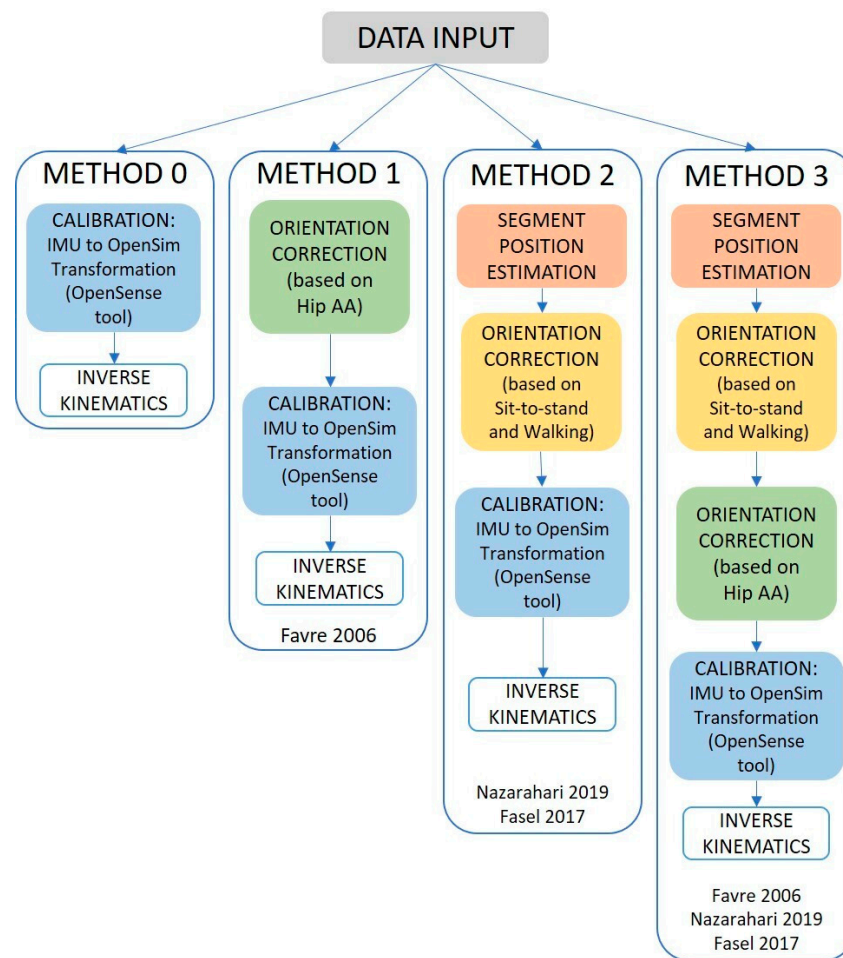 DATA INPUT
METHOD 0
CALIBRATION:
IMU to OpenSim
Transformation
(OpenSense
tool)
INVERSE
KINEMATICS
METHOD 1
ORIENTATION
CORRECTION
(based on
Hip AA)
CALIBRATION:
IMU to OpenSim
Transformation
(OpenSense
tool)
INVERSE
KINEMATICS
Favre 2006
METHOD 2
SEGMENT
POSITION
ESTIMATION
ORIENTATION
CORRECTION
(based on
Sit-to-stand
and Walking)
CALIBRATION:
IMU to OpenSim
Transformation
(OpenSense
tool)
INVERSE
KINEMATICS
Nazarahari 2019
Fasel 2017
METHOD 3
SEGMENT
POSITION
ESTIMATION
ORIENTATION
CORRECTION
(based on
Sit-to-stand
and Walking)
ORIENTATION
CORRECTION
(based on
Hip AA)
CALIBRATION:
IMU to OpenSim
Transformation
(OpenSense
tool)
INVERSE
KINEMATICS
Favre 2006
Nazarahari 2019
Fasel 2017